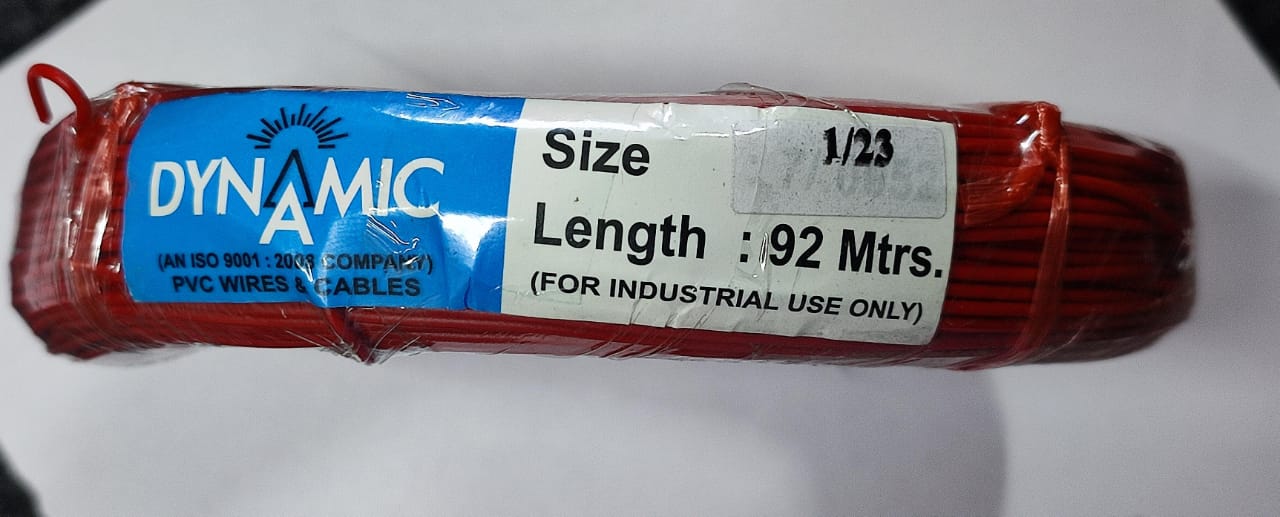 DYNAMIC
(AN ISO 9001 : 2008 COMPANY)
PVC WIRES & CABLES
Size 1/23
Length : 92 Mtrs.
(FOR INDUSTRIAL USE ONLY)